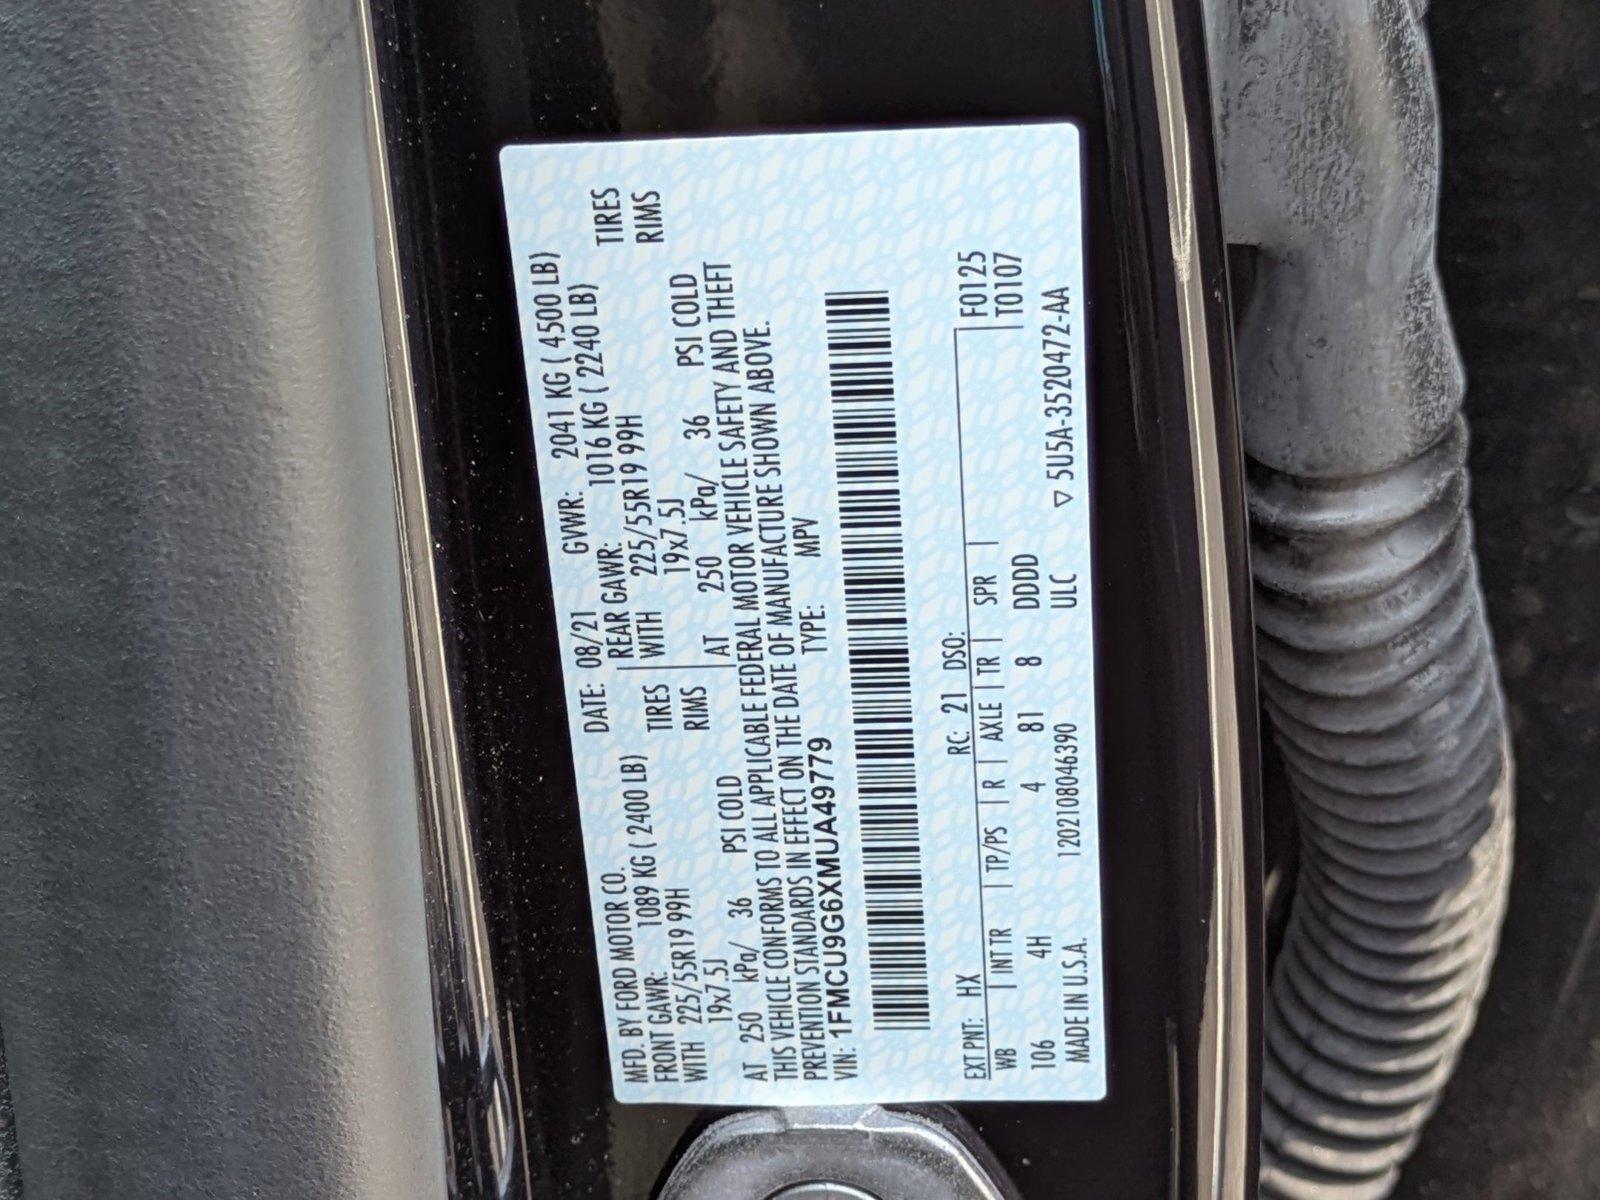 MFD. BY FORD MOTOR CO. DATE: 08/21 GVWR: 2041 KG ( 4500 LB)
FRONT GAWR: 1089 KG ( 2400 LB) REAR GAWR: 1016 KG ( 2240 LB)
WITH 225/55R19 99H TIRES WITH 225/55R19 99H TIRES
19x7.5J RIMS 19x7.5J RIMS
AT 250 kPa/ 36 PSI COLD AT 250 kPa/ 36 PSI COLD
THIS VEHICLE CONFORMS TO ALL APPLICABLE FEDERAL MOTOR VEHICLE SAFETY AND THEFT
PREVENTION STANDARDS IN EFFECT ON THE DATE OF MANUFACTURE SHOWN ABOVE.
VIN: 1FMCU9G6XMUA49779 TYPE: MPV
EXT PNT: HX RC: 21 DSO: F0125
WB | INT TR | TP/PS | R | AXLE | TR | SPR | T0107
106 4H 4 81 8 DDDD
MADE IN U.S.A. 1202108046390 ULC ▽ 5U5A-3520472-AA